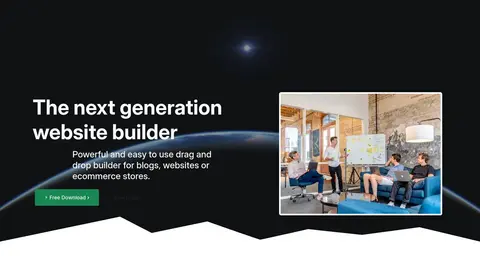 The next generation
website builder
Powerful and easy to use drag and
drop builder for blogs, websites or
ecommerce stores.
Free Download ›